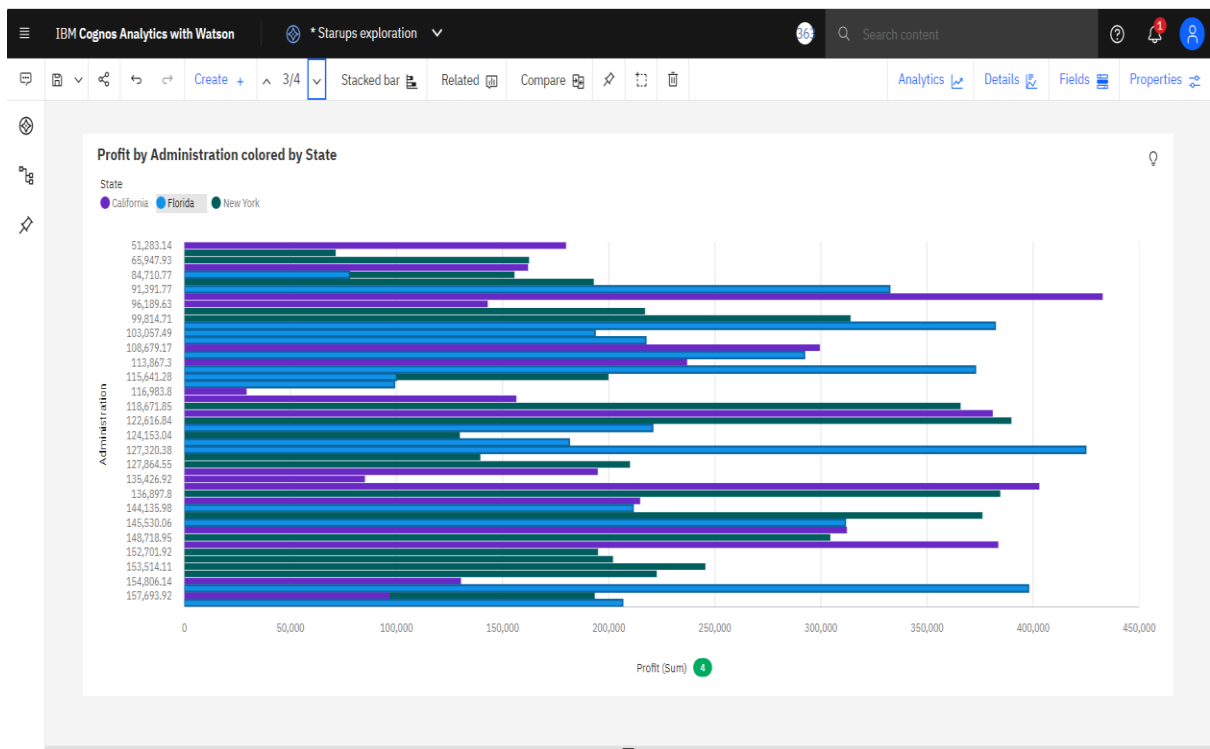 IBM Cognos Analytics with Watson
* Starups exploration
363
Search content
1
Create +
3/4
Stacked bar
Related
Compare
Analytics
Details
Fields
Properties
Profit by Administration colored by State
State
California
Florida
New York
51,283.14
65,947.93
84,710.77
91,391.77
96,189.63
99,814.71
103,057.49
108,679.17
113,867.3
115,641.28
116,983.8
118,671.85
122,616.84
124,153.04
127,320.38
127,864.55
135,426.92
136,897.8
144,135.98
145,530.06
148,718.95
152,701.92
153,514.11
154,806.14
157,693.92
Administration
0 50,000 100,000 150,000 200,000 250,000 300,000 350,000 400,000 450,000
Profit (Sum) 4